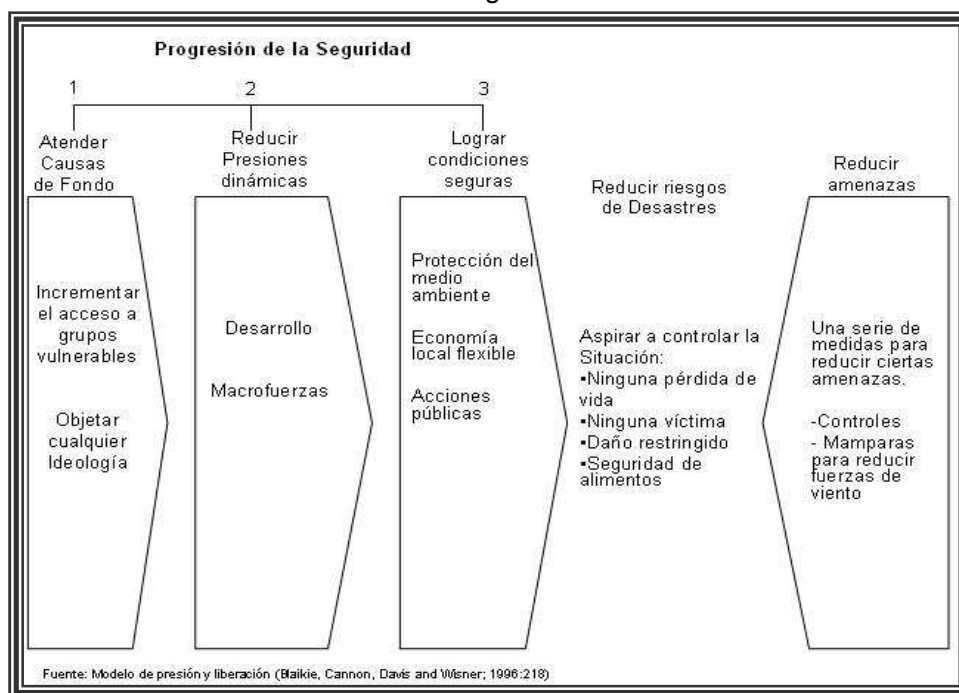 Progresión de la Seguridad
1
2
3
Atender
Causas
de Fondo
Reducir
Presiones
dinámicas
Lograr
condiciones
seguras
Reducir riesgos
de Desastres
Reducir
amenazas
Incrementar
el acceso a
grupos
vulnerables
Objetar
cualquier
Ideología
Desarrollo
Macrofuerzas
Protección del
medio
ambiente
Economía
local flexible
Acciones
públicas
Aspirar a controlar la
Situación:
▪Ninguna pérdida de
vida
▪Ninguna víctima
▪Daño restringido
▪Seguridad de
alimentos
Una serie de
medidas para
reducir ciertas
amenazas.
-Controles
- Mamparas
para reducir
fuerzas de
viento
Fuente: Modelo de presión y liberación (Blaikie, Cannon, Davis and Wisner; 1996:218)